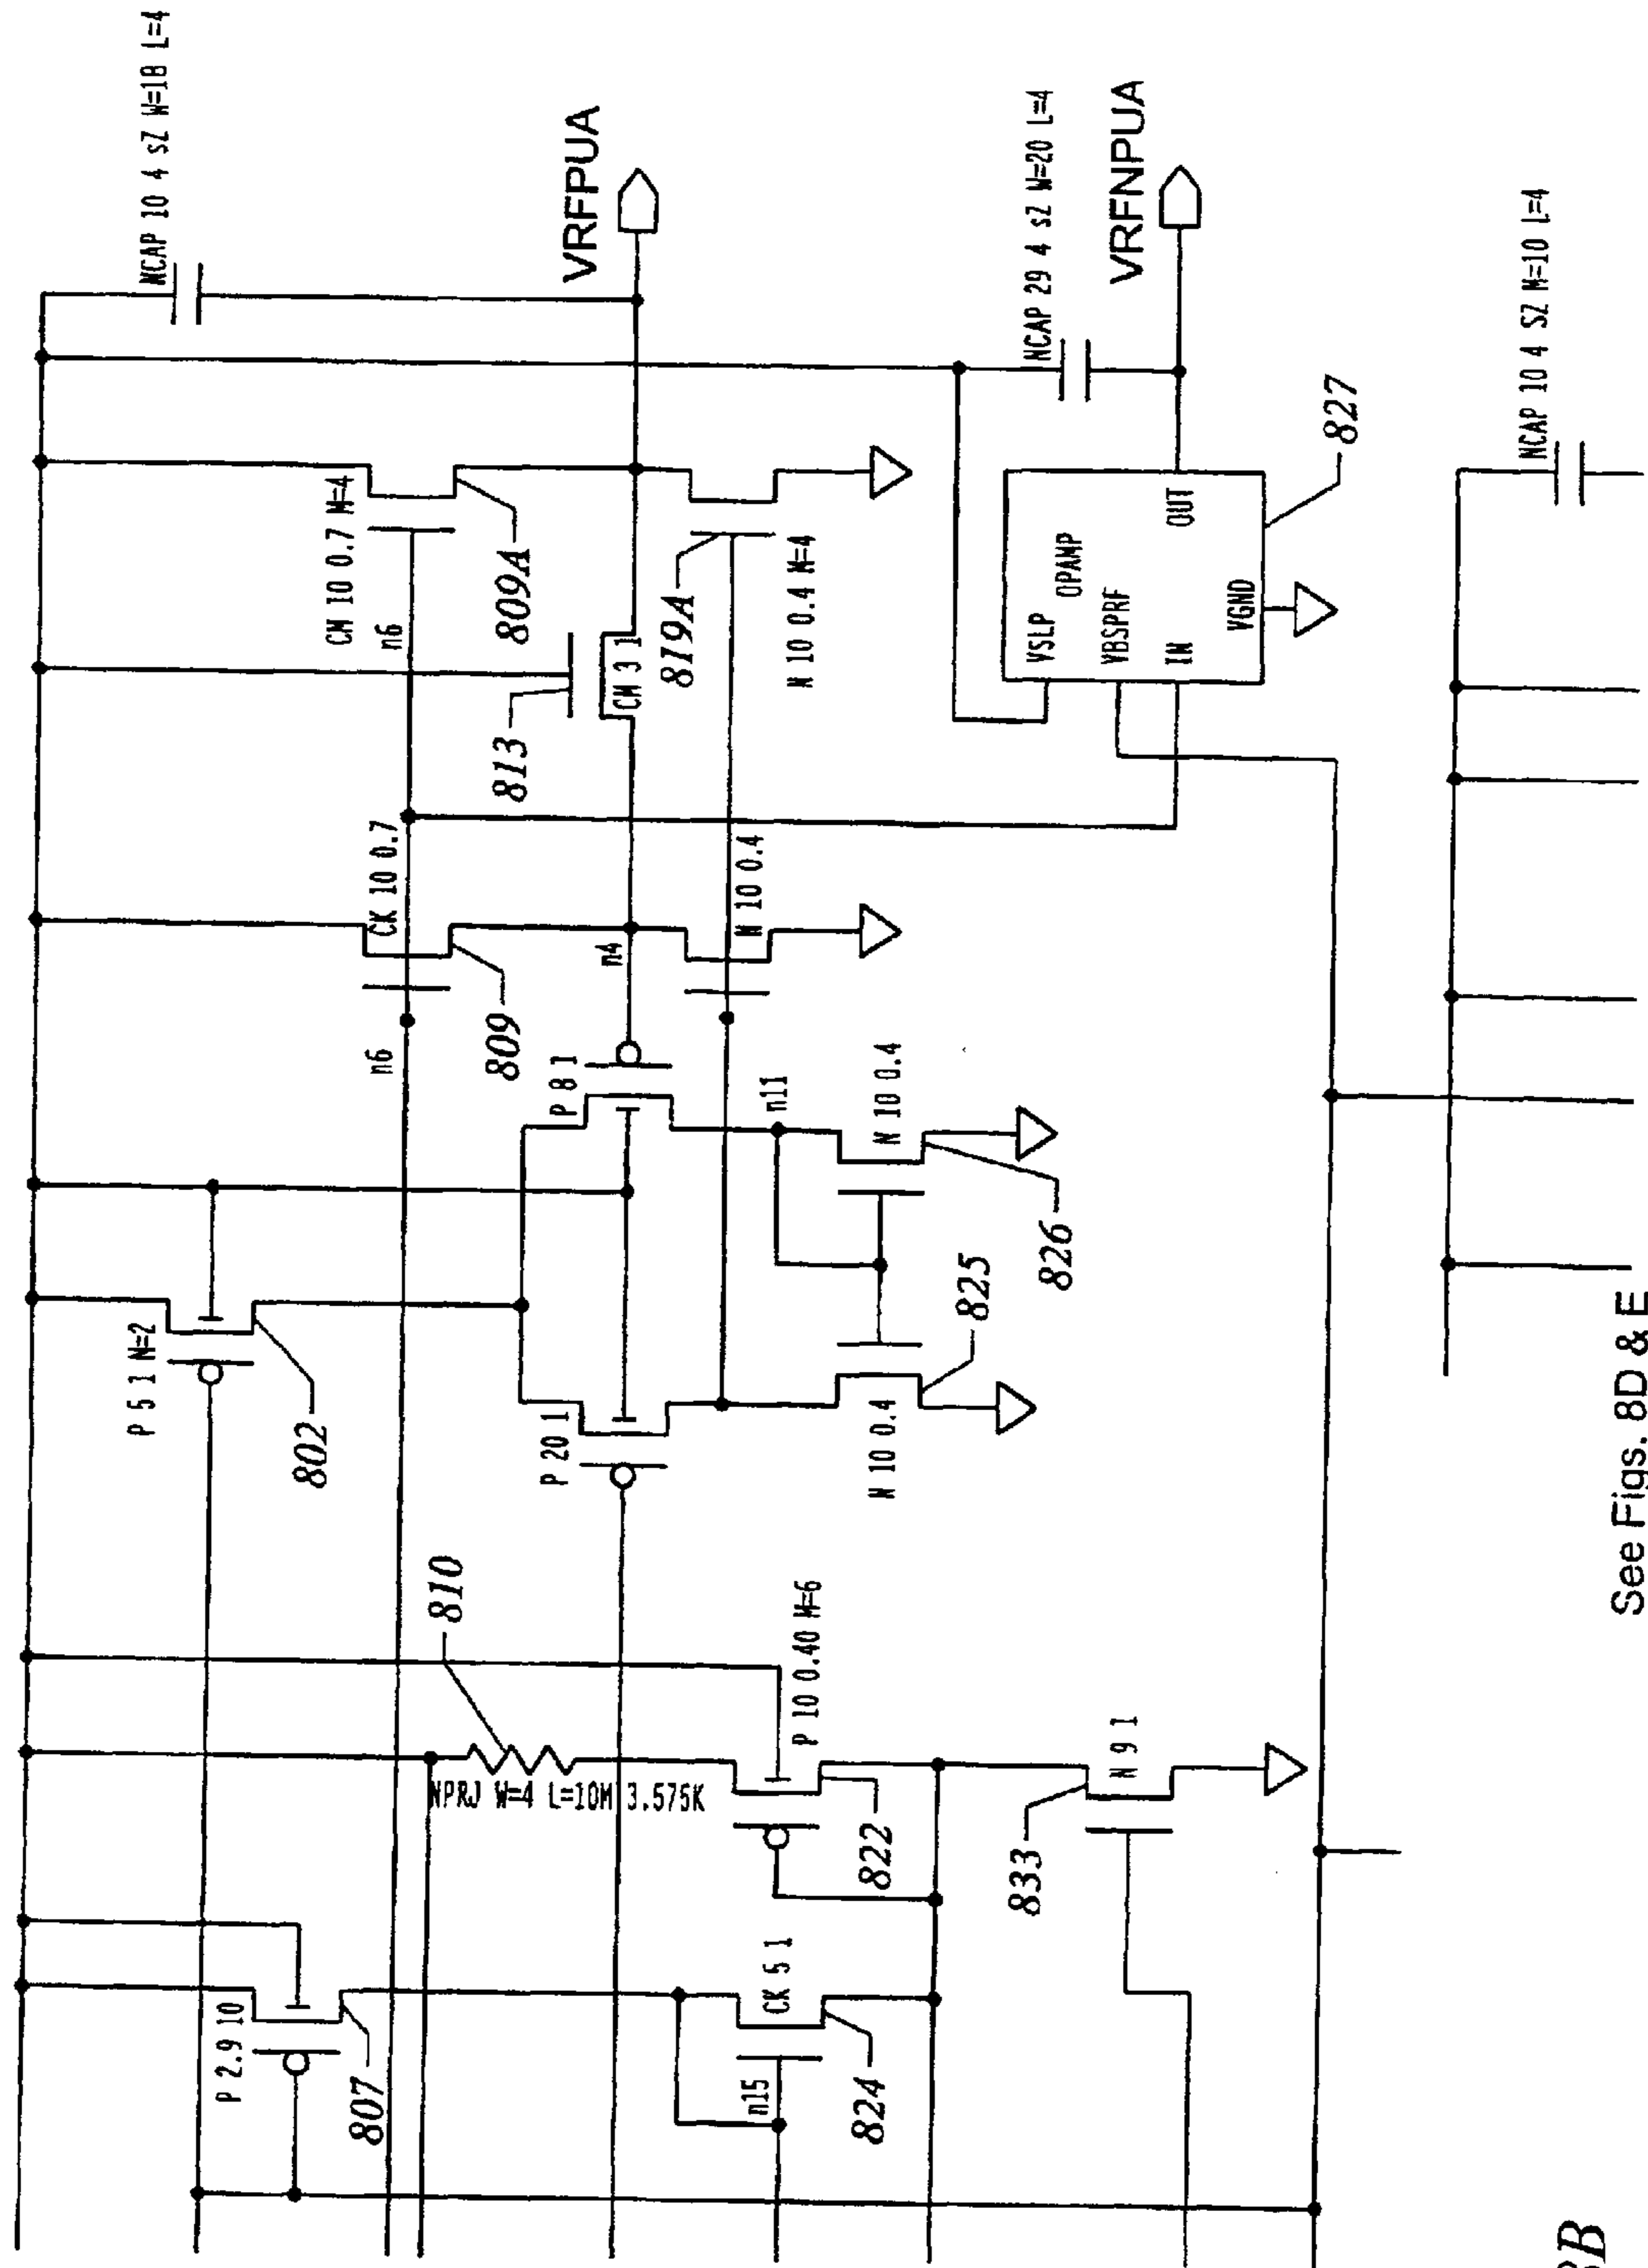 NCAP 10 4 sZ W=18 L=4
VRFPUA
NCAP 29 4 sZ W=20 L=4
VRFNPUA
NCAP 10 4 SZ M=10 L=4
CM 10 0.7 M=4
n6
809A
813
CM 3 1
819A
N 10 0.4 M=4
VSLP
OPAMP
VBSPRF
IN
OUT
VGND
827
CK 10 0.7
n6
809
n4
N 10 0.4
P 5 1 N=2
802
P 20 1
P 8 1
n11
N 10 0.4
826
825
N 10 0.4
810
NPRJ W=4 L=10M 3.575K
P 10 0.40 M=6
822
833
N 9 1
P 2.9 10
807
n15
CK 5 1
824
See Figs. 8D & E